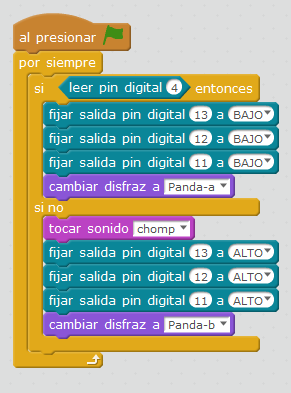 al presionar
por siempre
si leer pin digital 4 entonces
fijar salida pin digital 13 a BAJO
fijar salida pin digital 12 a BAJO
fijar salida pin digital 11 a BAJO
cambiar disfraz a Panda-a
si no
tocar sonido chomp
fijar salida pin digital 13 a ALTO
fijar salida pin digital 12 a ALTO
fijar salida pin digital 11 a ALTO
cambiar disfraz a Panda-b